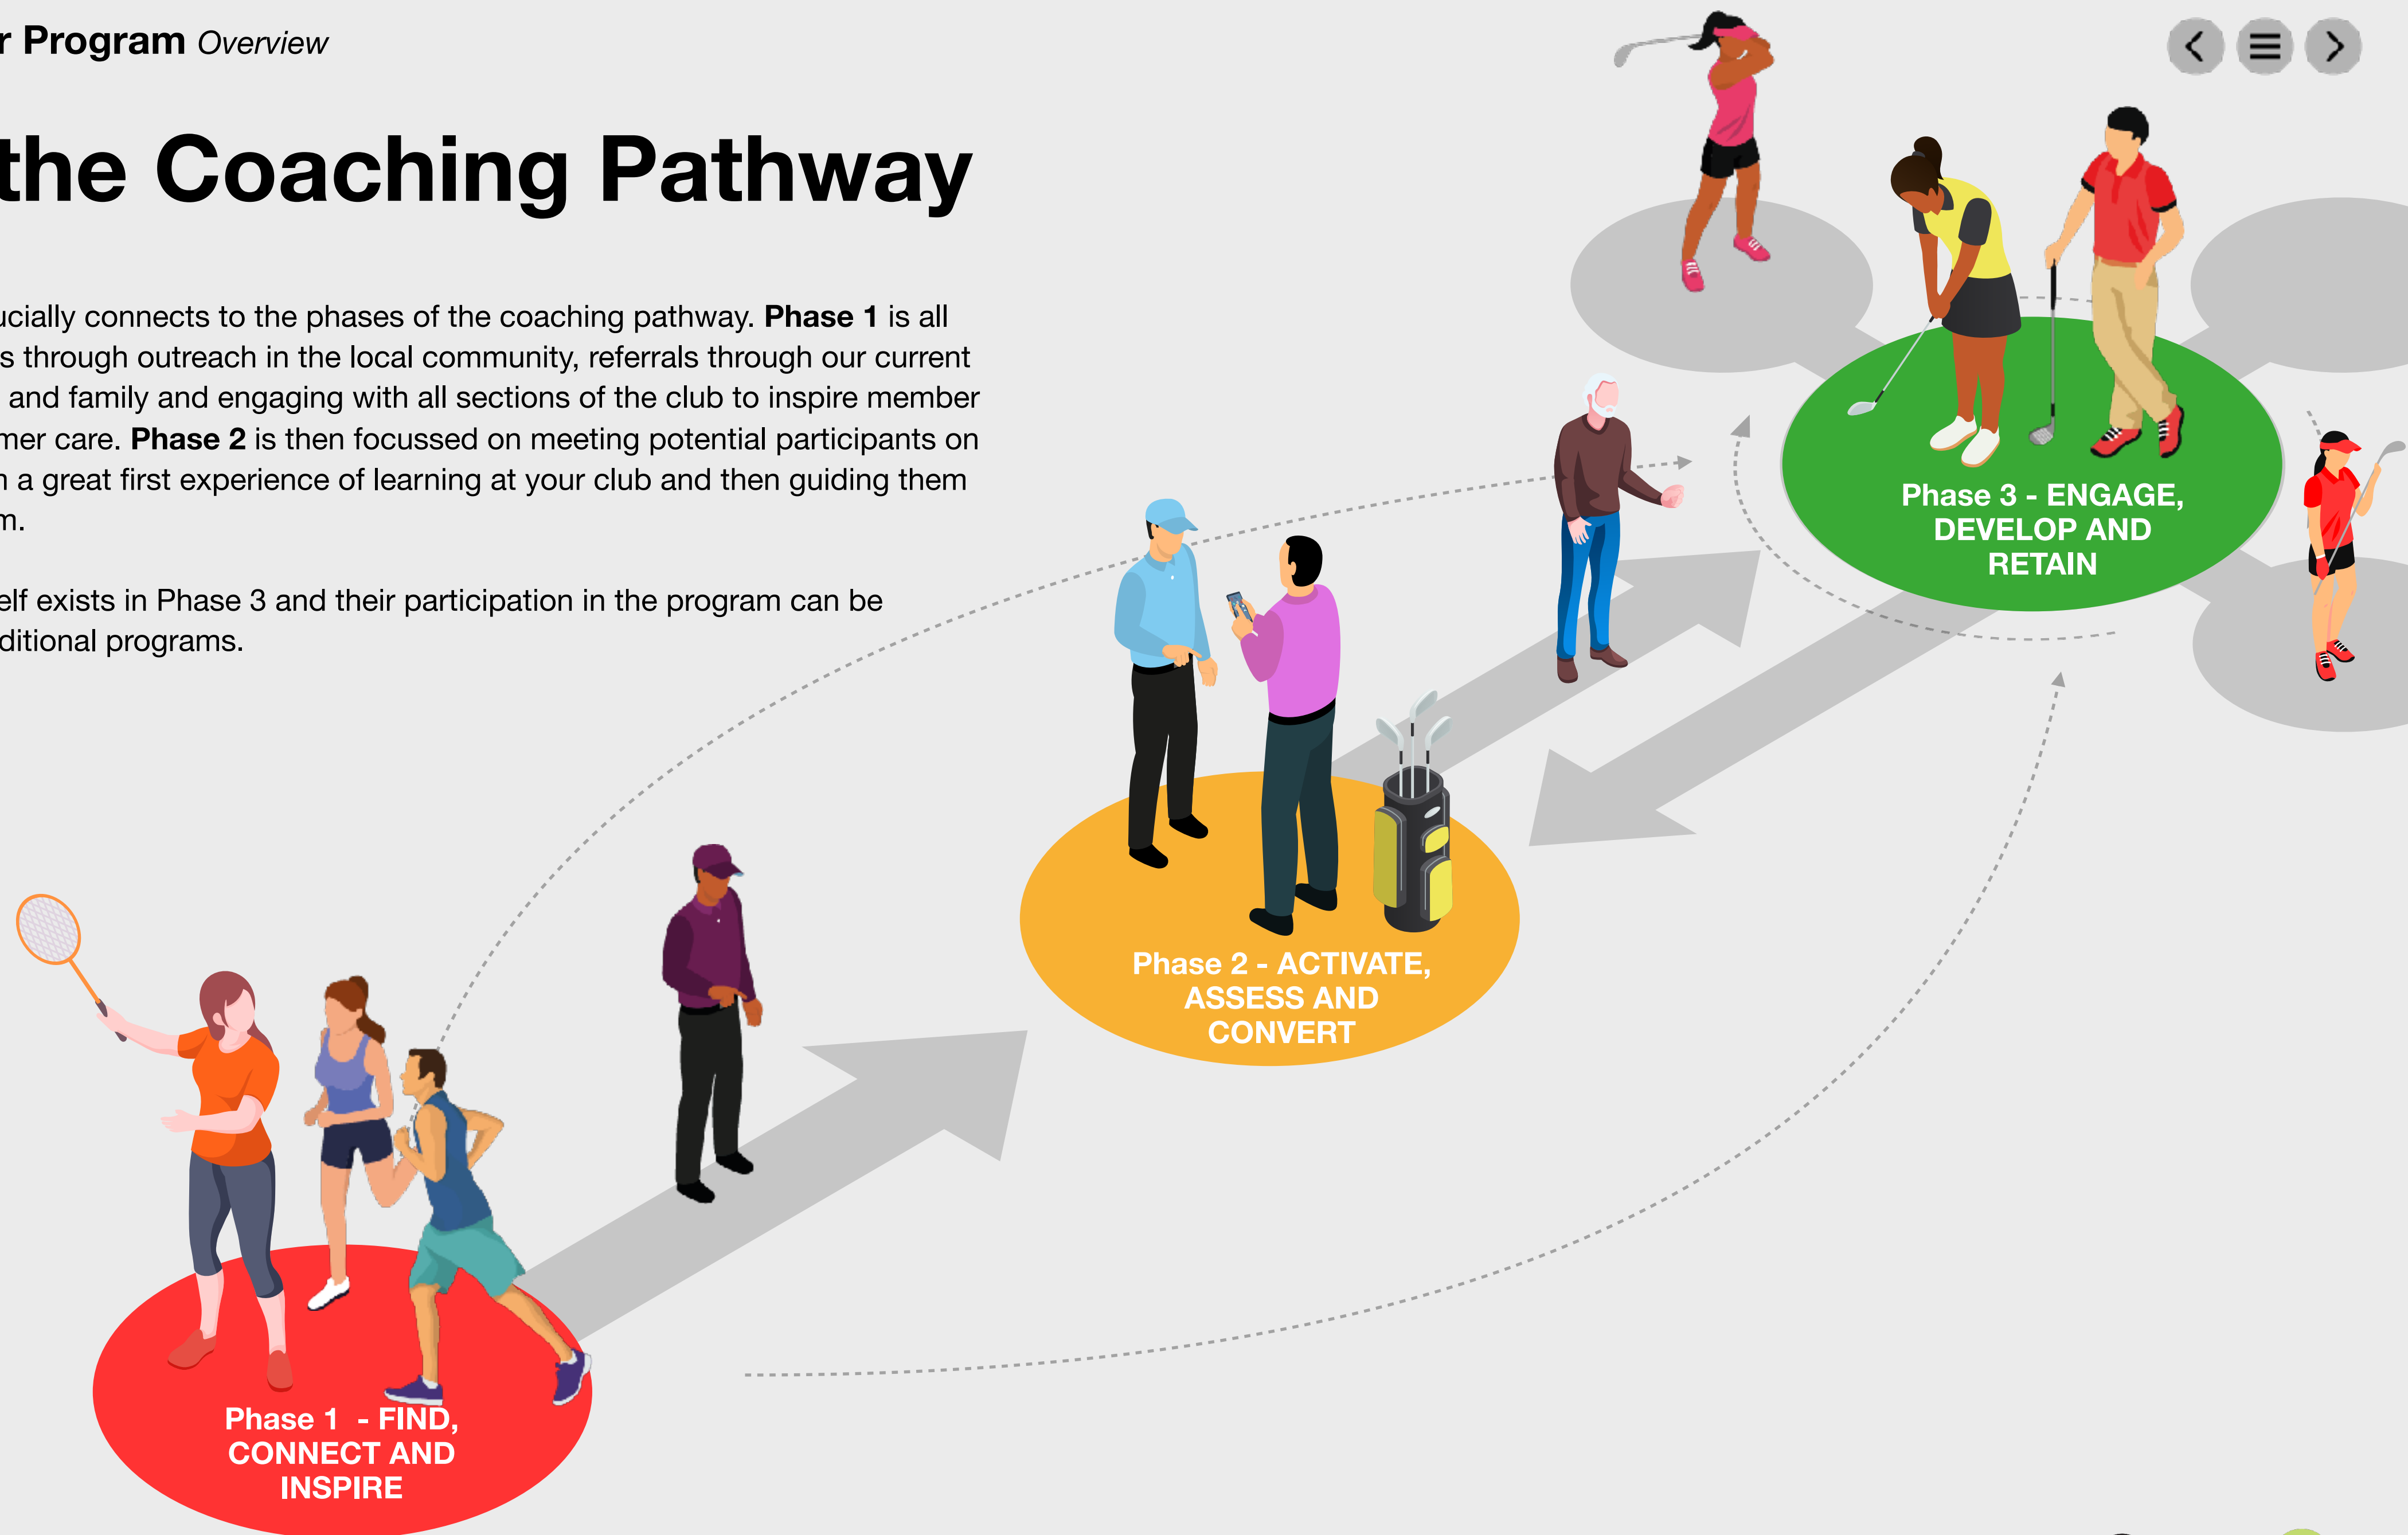 r Program Overview
the Coaching Pathway
ucially connects to the phases of the coaching pathway. Phase 1 is all
s through outreach in the local community, referrals through our current
and family and engaging with all sections of the club to inspire member
mer care. Phase 2 is then focussed on meeting potential participants on
a great first experience of learning at your club and then guiding them
m.
elf exists in Phase 3 and their participation in the program can be
ditional programs.
Phase 3 - ENGAGE,
DEVELOP AND
RETAIN
Phase 2 - ACTIVATE,
ASSESS AND
CONVERT
Phase 1 - FIND,
CONNECT AND
INSPIRE